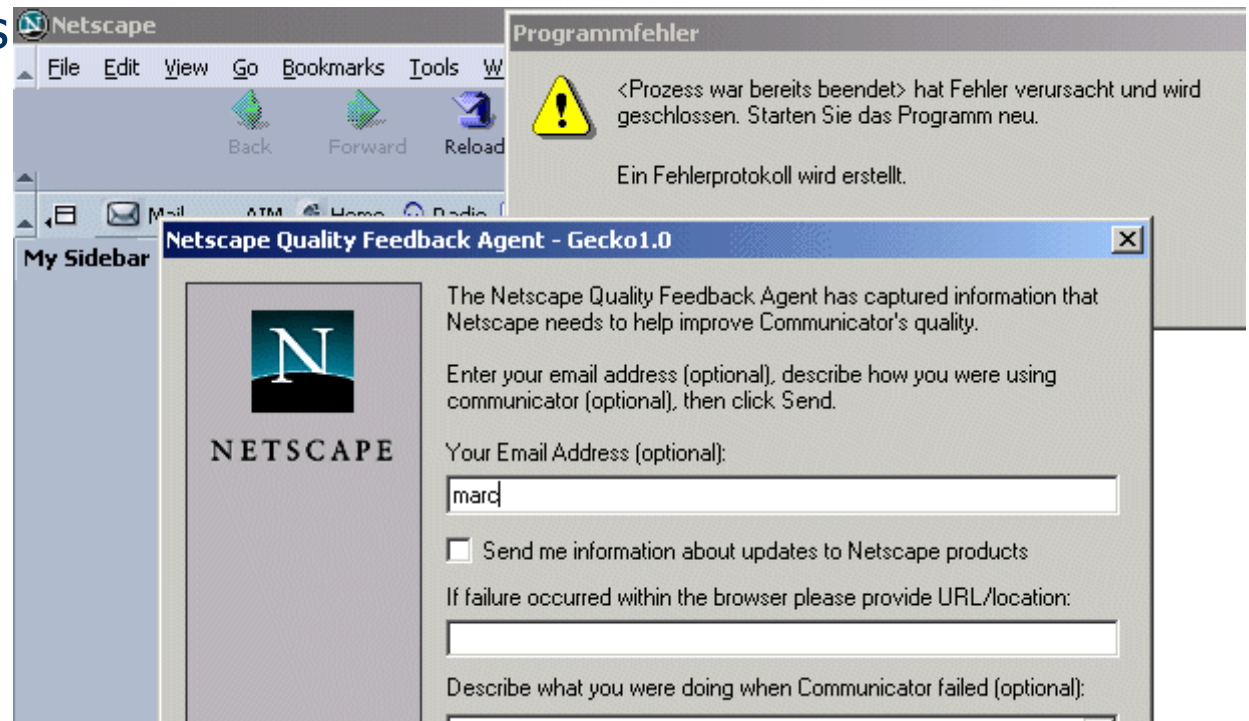 s
Netscape
File Edit View Go Bookmarks Tools W
Back Forward Reload
Mail AIM Home Radio
My Sidebar
Programmfehler
<Prozess war bereits beendet> hat Fehler verursacht und wird
geschlossen. Starten Sie das Programm neu.
Ein Fehlerprotokoll wird erstellt.
Netscape Quality Feedback Agent - Gecko1.0
N
NETSCAPE
The Netscape Quality Feedback Agent has captured information that
Netscape needs to help improve Communicator's quality.
Enter your email address (optional), describe how you were using
communicator (optional), then click Send.
Your Email Address (optional):
marc
Send me information about updates to Netscape products
If failure occurred within the browser please provide URL/location:
Describe what you were doing when Communicator failed (optional):